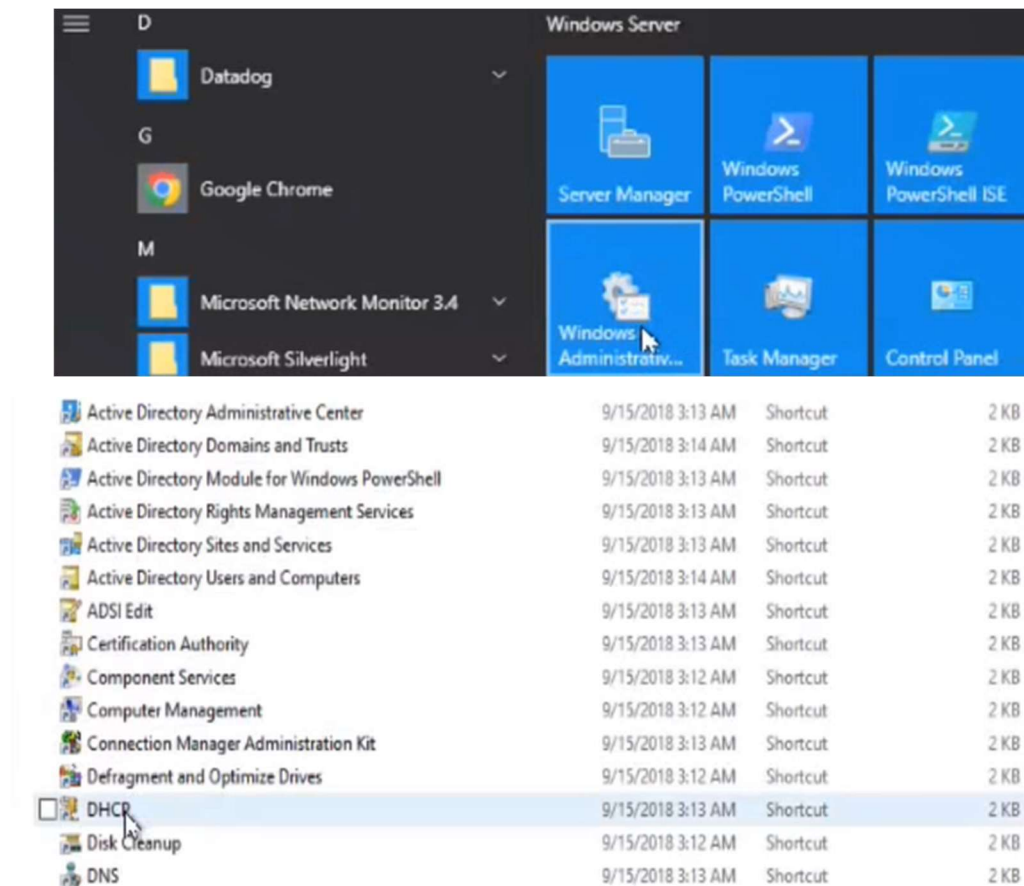 D
Datadog
G
Google Chrome
M
Microsoft Network Monitor 3.4
Microsoft Silverlight
Windows Server
Server Manager
Windows PowerShell
Windows PowerShell ISE
Windows Administrativ...
Task Manager
Control Panel
Active Directory Administrative Center 9/15/2018 3:13 AM Shortcut 2 KB
Active Directory Domains and Trusts 9/15/2018 3:14 AM Shortcut 2 KB
Active Directory Module for Windows PowerShell 9/15/2018 3:13 AM Shortcut 2 KB
Active Directory Rights Management Services 9/15/2018 3:13 AM Shortcut 2 KB
Active Directory Sites and Services 9/15/2018 3:13 AM Shortcut 2 KB
Active Directory Users and Computers 9/15/2018 3:14 AM Shortcut 2 KB
ADSI Edit 9/15/2018 3:13 AM Shortcut 2 KB
Certification Authority 9/15/2018 3:13 AM Shortcut 2 KB
Component Services 9/15/2018 3:12 AM Shortcut 2 KB
Computer Management 9/15/2018 3:12 AM Shortcut 2 KB
Connection Manager Administration Kit 9/15/2018 3:13 AM Shortcut 2 KB
Defragment and Optimize Drives 9/15/2018 3:12 AM Shortcut 2 KB
DHCP 9/15/2018 3:13 AM Shortcut 2 KB
Disk Cleanup 9/15/2018 3:12 AM Shortcut 2 KB
DNS 9/15/2018 3:13 AM Shortcut 2 KB